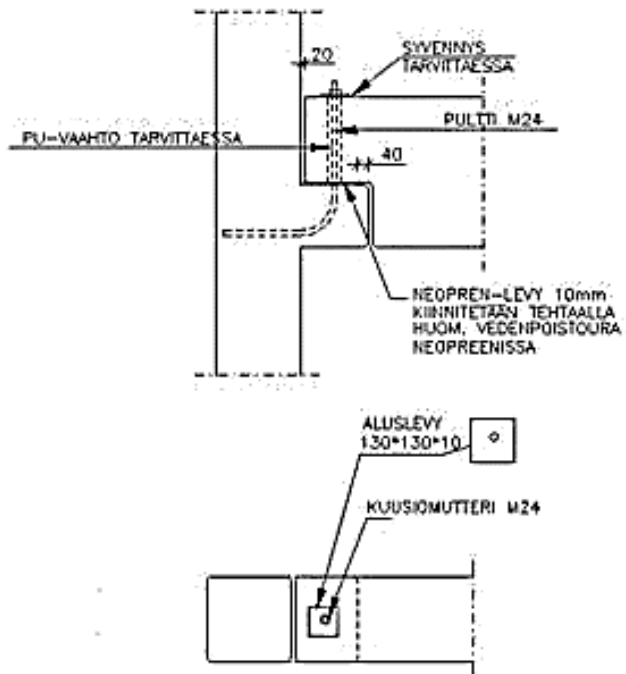 20
SYVENNYS
TARVITTAESSA
PULTTI M24
PU-VAAHTO TARVITTAESSA
40
NEOPREN-LEVY 10mm
KIINNITETÄÄN TEHTAALLA
HUOM. VEDENPOISTOURA
NEOPREENISSA
ALUSLEVY
130*130*10
KUUSIOMUTTERI M24